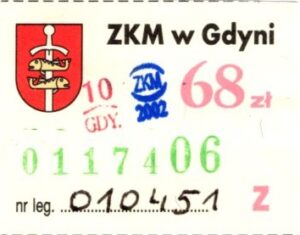 ZKM w Gdyni
10 ZKM 68 zł
GDY. 2002
0117406
nr leg. 010451 Z